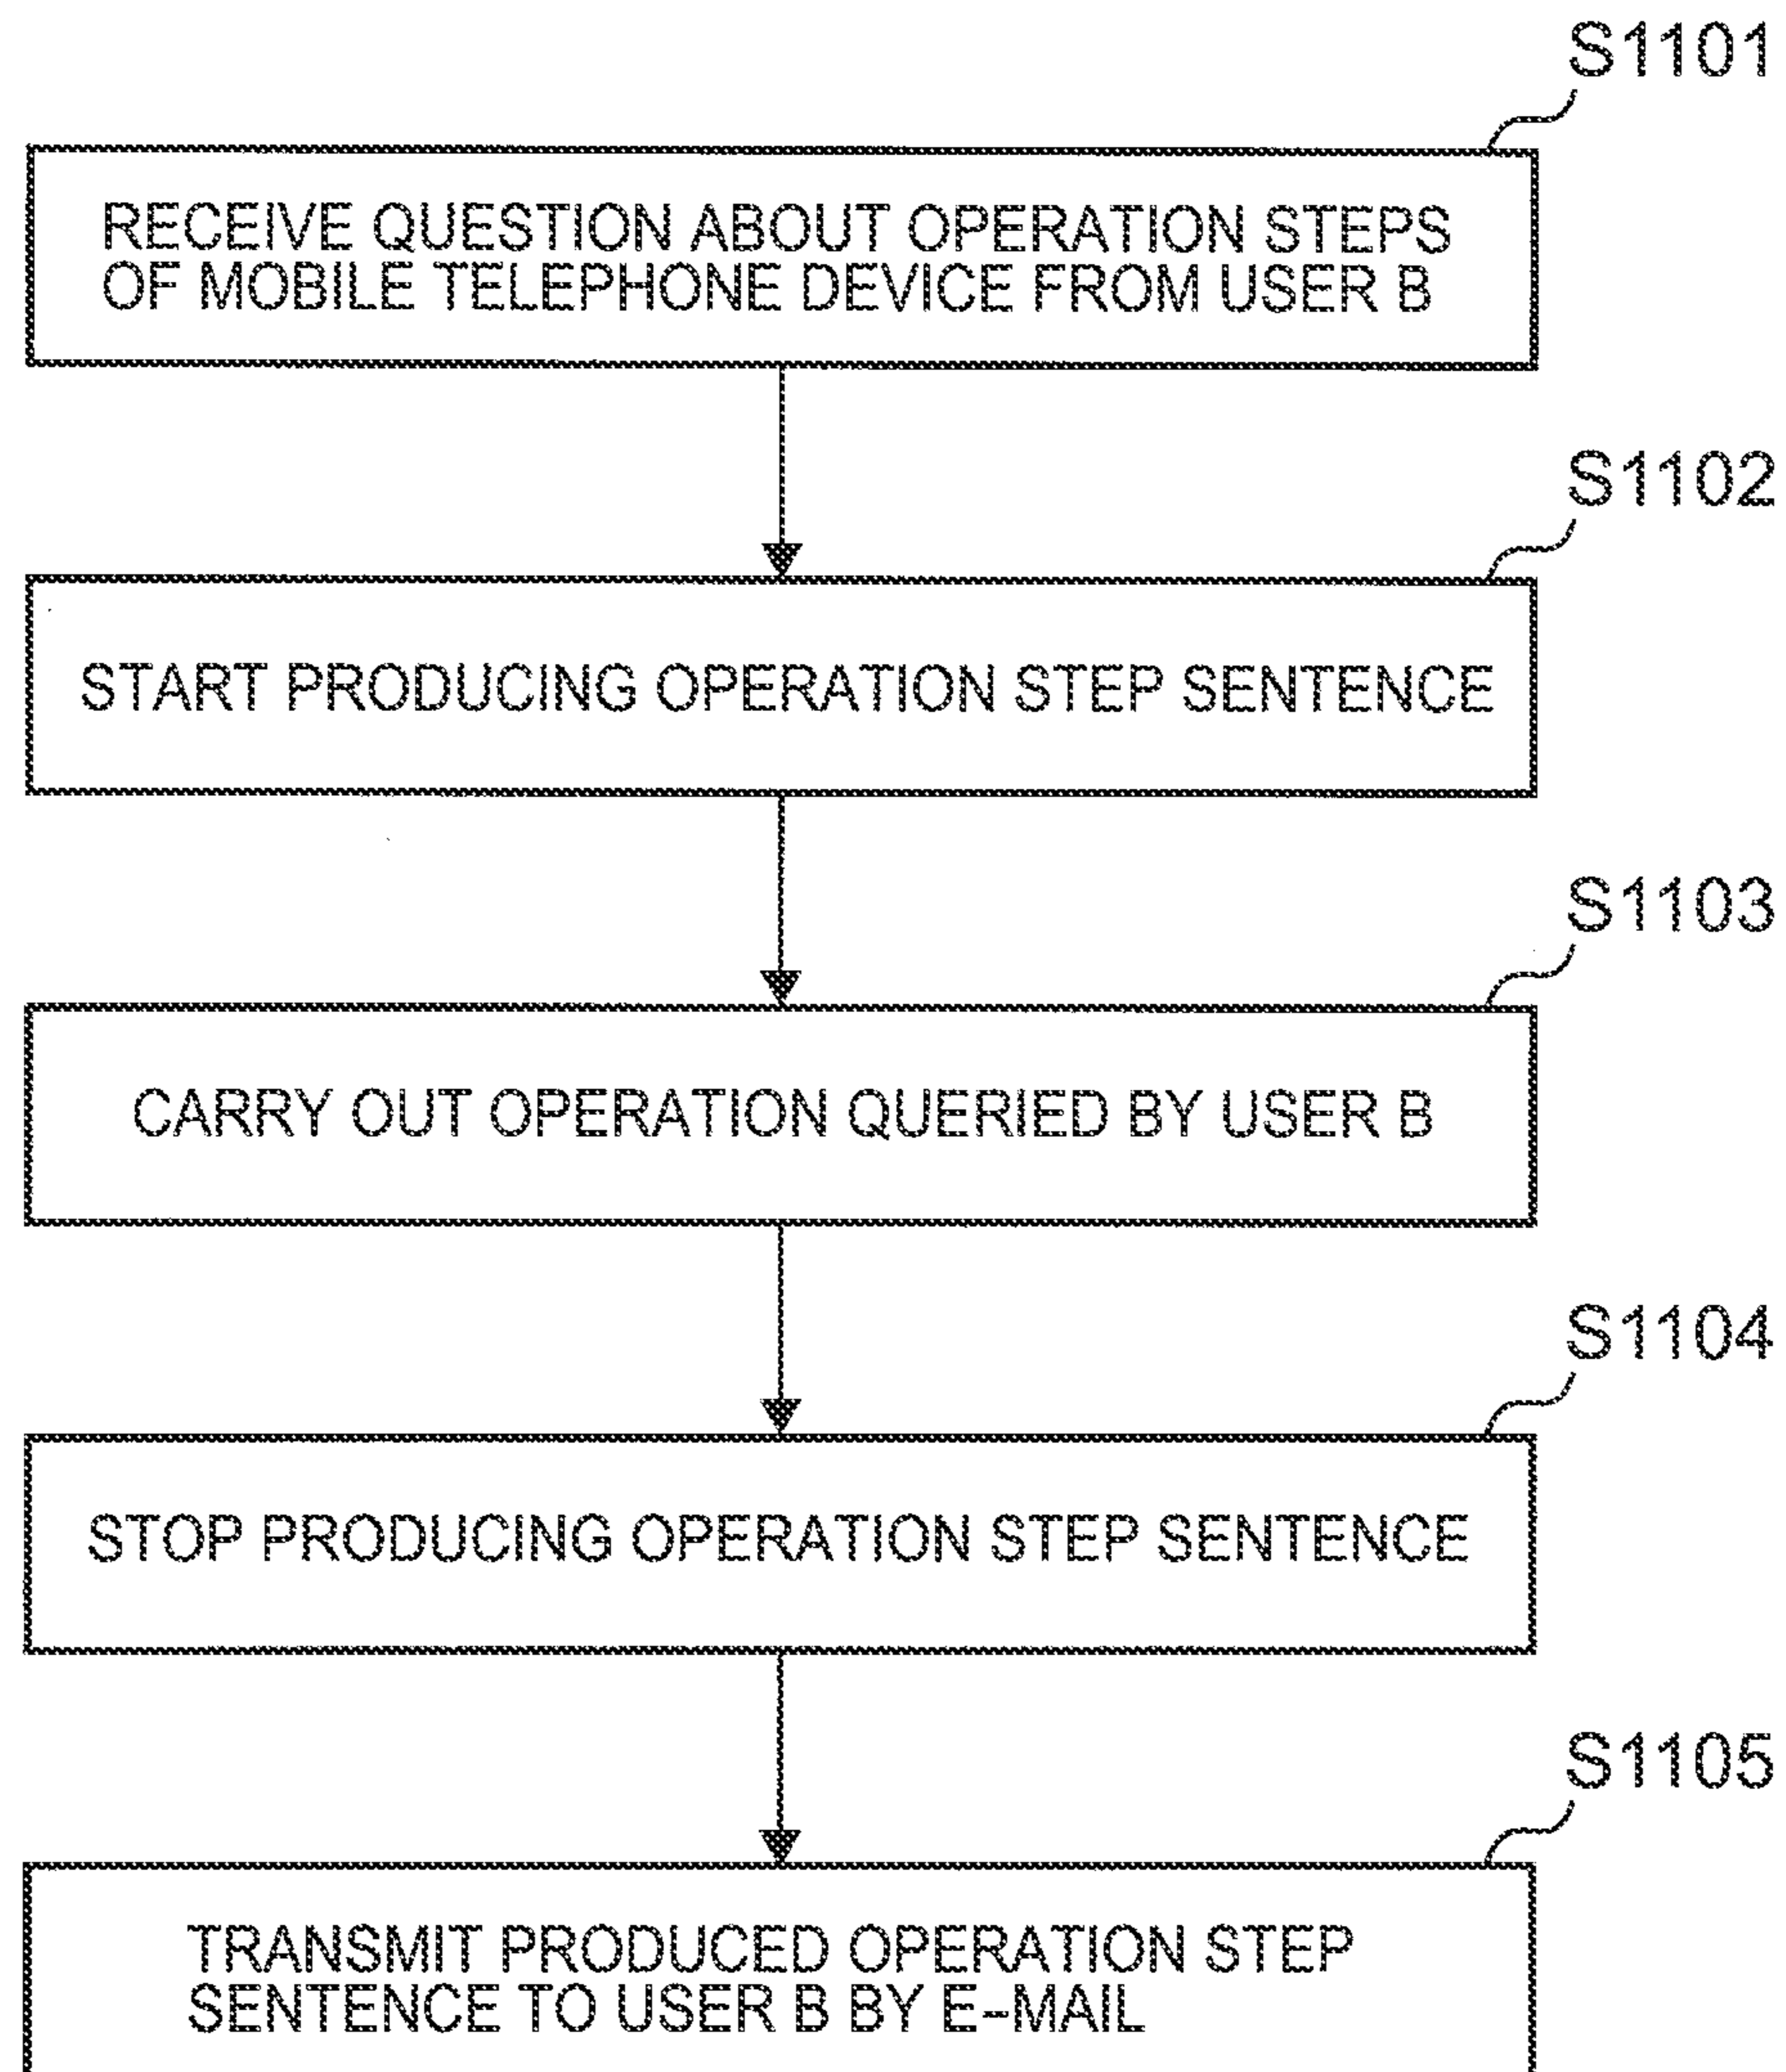 S1101
RECEIVE QUESTION ABOUT OPERATION STEPS
OF MOBILE TELEPHONE DEVICE FROM USER B
S1102
START PRODUCING OPERATION STEP SENTENCE
S1103
CARRY OUT OPERATION QUERIED BY USER B
S1104
STOP PRODUCING OPERATION STEP SENTENCE
S1105
TRANSMIT PRODUCED OPERATION STEP
SENTENCE TO USER B BY E-MAIL